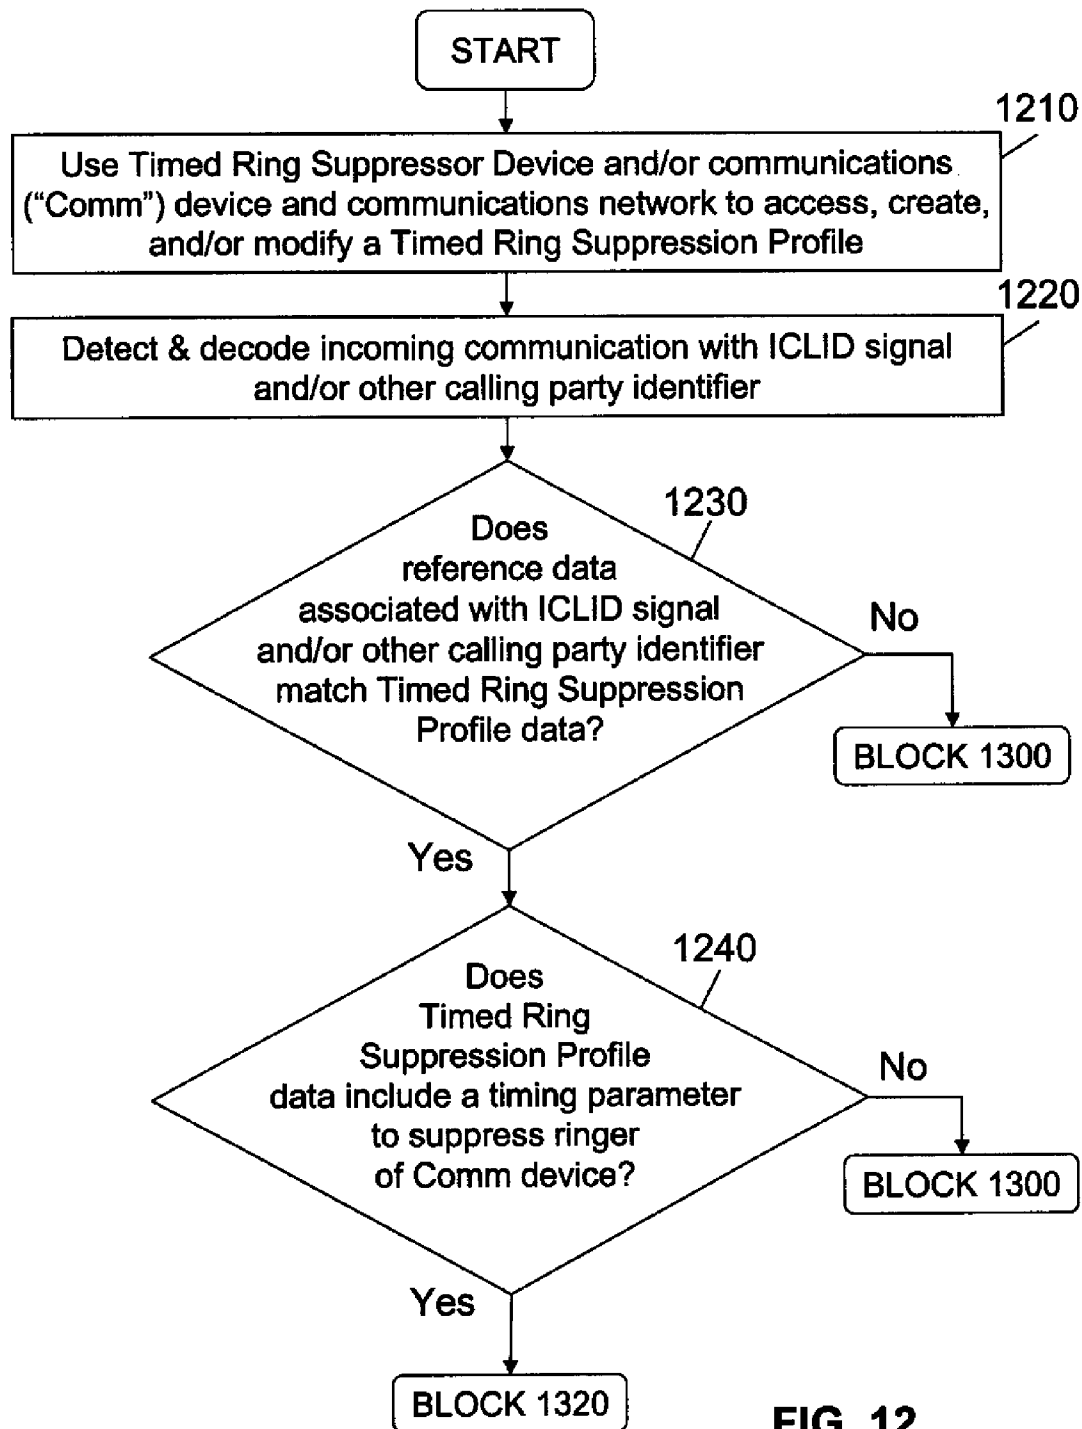 START
1210
Use Timed Ring Suppressor Device and/or communications
("Comm") device and communications network to access, create,
and/or modify a Timed Ring Suppression Profile
1220
Detect & decode incoming communication with ICLID signal
and/or other calling party identifier
1230
Does
reference data
associated with ICLID signal
and/or other calling party identifier
match Timed Ring Suppression
Profile data?
No
BLOCK 1300
Yes
1240
Does
Timed Ring
Suppression Profile
data include a timing parameter
to suppress ringer
of Comm device?
No
BLOCK 1300
Yes
BLOCK 1320
FIG. 12